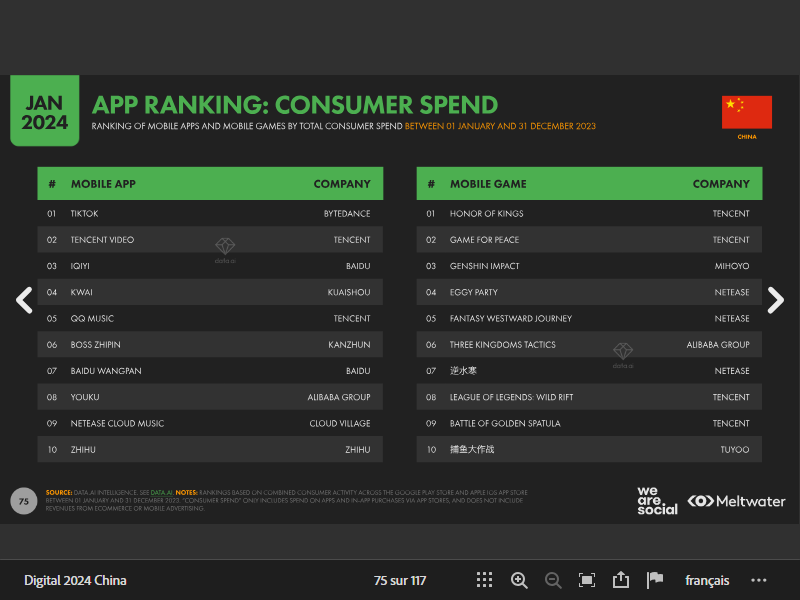 JAN
2024
APP RANKING: CONSUMER SPEND
RANKING OF MOBILE APPS AND MOBILE GAMES BY TOTAL CONSUMER SPEND BETWEEN 01 JANUARY AND 31 DECEMBER 2023
CHINA
# MOBILE APP COMPANY
01 TIKTOK BYTEDANCE
02 TENCENT VIDEO TENCENT
03 IQIYI BAIDU
04 KWAI KUAISHOU
05 QQ MUSIC TENCENT
06 BOSS ZHIPIN KANZHUN
07 BAIDU WANGPAN BAIDU
08 YOUKU ALIBABA GROUP
09 NETEASE CLOUD MUSIC CLOUD VILLAGE
10 ZHIHU ZHIHU
data.ai
# MOBILE GAME COMPANY
01 HONOR OF KINGS TENCENT
02 GAME FOR PEACE TENCENT
03 GENSHIN IMPACT MIHOYO
04 EGGY PARTY NETEASE
05 FANTASY WESTWARD JOURNEY NETEASE
06 THREE KINGDOMS TACTICS ALIBABA GROUP
07 逆水寒 NETEASE
08 LEAGUE OF LEGENDS: WILD RIFT TENCENT
09 BATTLE OF GOLDEN SPATULA TENCENT
10 捕鱼大作战 TUYOO
data.ai
75
SOURCE: DATA.AI INTELLIGENCE. SEE DATA.AI. NOTES: RANKINGS BASED ON COMBINED CONSUMER ACTIVITY ACROSS THE GOOGLE PLAY STORE AND APPLE IOS APP STORE
BETWEEN 01 JANUARY AND 31 DECEMBER 2023. "CONSUMER SPEND" ONLY INCLUDES SPEND ON APPS AND IN-APP PURCHASES VIA APP STORES, AND DOES NOT INCLUDE
REVENUES FROM ECOMMERCE OR MOBILE ADVERTISING.
we
are.
social
Meltwater
Digital 2024 China
75 sur 117
français